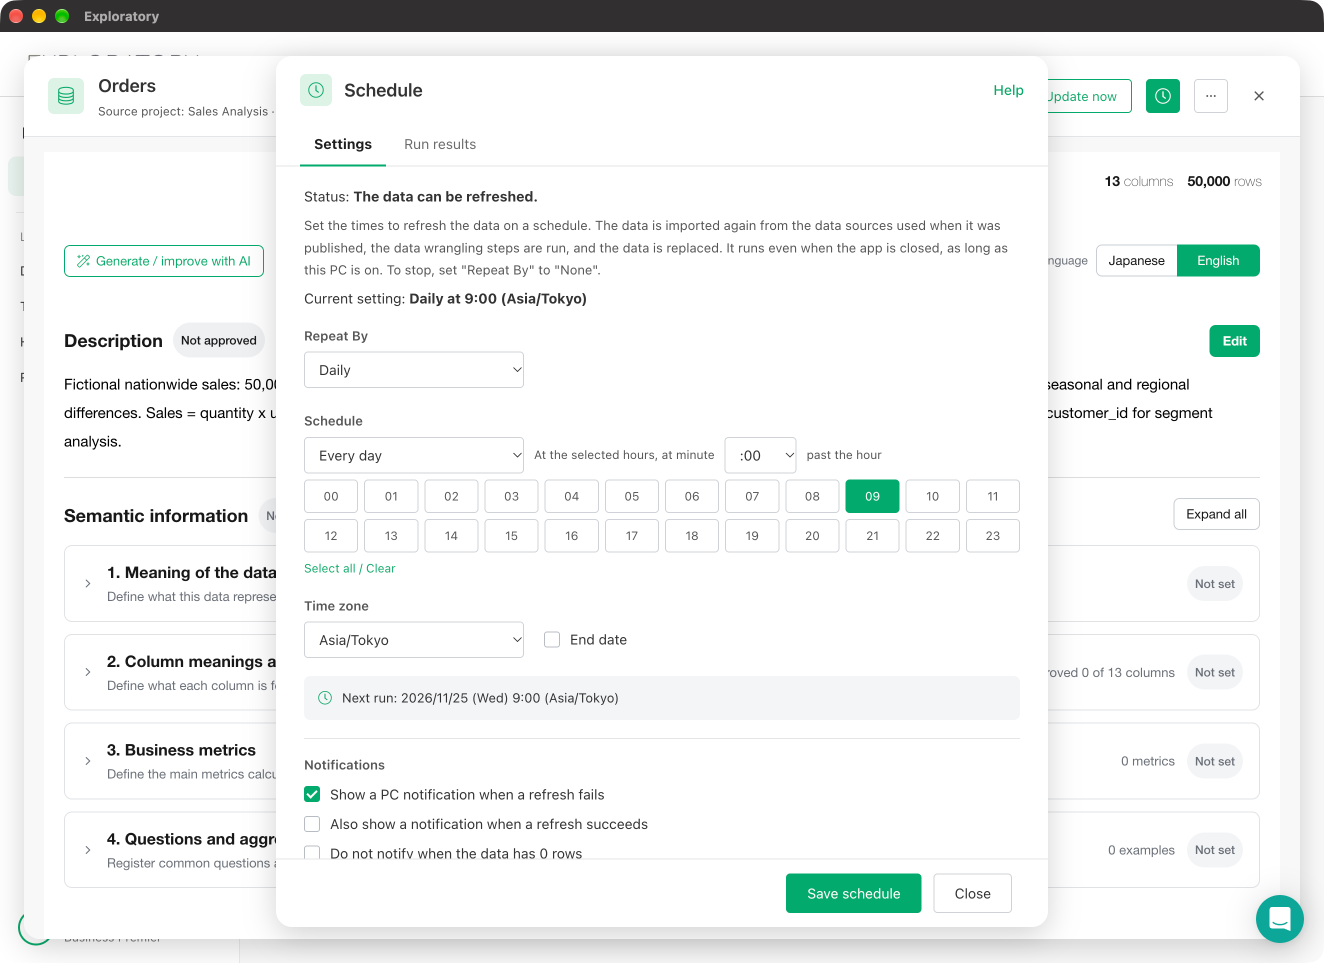 Exploratory
Orders
Source project: Sales Analysis ·
Schedule
Help
Update now
...
Settings
Run results
13 columns 50,000 rows
Status: The data can be refreshed.
Set the times to refresh the data on a schedule. The data is imported again from the data sources used when it was
published, the data wrangling steps are run, and the data is replaced. It runs even when the app is closed, as long as
this PC is on. To stop, set "Repeat By" to "None".
Generate / improve with AI
Japanese
English
Current setting: Daily at 9:00 (Asia/Tokyo)
Repeat By
Daily
Description
Not approved
Edit
Fictional nationwide sales:
seasonal and regional
differences. Sales = quantity x
customer_id for segment
analysis.
Schedule
Every day
At the selected hours, at minute
:00
past the hour
00 01 02 03 04 05 06 07 08 09 10 11
12 13 14 15 16 17 18 19 20 21 22 23
Select all / Clear
Semantic information
Expand all
1. Meaning of the data
Define what this data
Not set
Time zone
Asia/Tokyo
End date
2. Column meanings
Define what each column is
0 of 13 columns
Not set
Next run: 2026/11/25 (Wed) 9:00 (Asia/Tokyo)
3. Business metrics
Define the main metrics
0 metrics
Not set
Notifications
Show a PC notification when a refresh fails
Also show a notification when a refresh succeeds
Do not notify when the data has 0 rows
4. Questions and
Register common questions
0 examples
Not set
Save schedule
Close
Business Premier